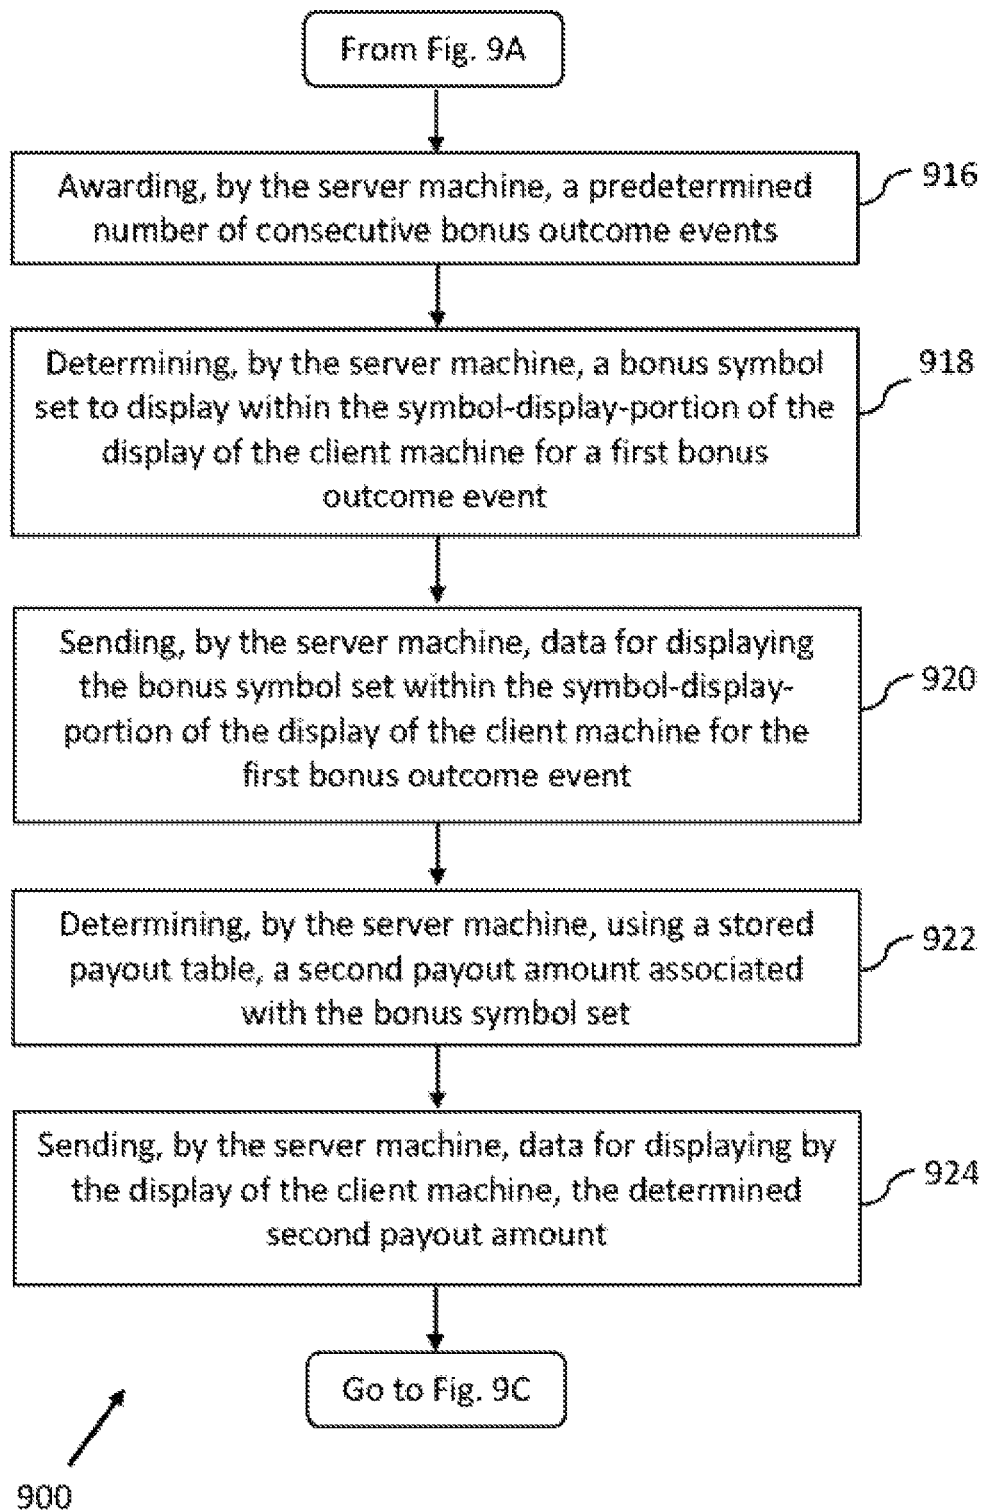 From Fig. 9A
Awarding, by the server machine, a predetermined
number of consecutive bonus outcome events
916
Determining, by the server machine, a bonus symbol
set to display within the symbol-display-portion of the
display of the client machine for a first bonus
outcome event
918
Sending, by the server machine, data for displaying
the bonus symbol set within the symbol-display-
portion of the display of the client machine for the
first bonus outcome event
920
Determining, by the server machine, using a stored
payout table, a second payout amount associated
with the bonus symbol set
922
Sending, by the server machine, data for displaying by
the display of the client machine, the determined
second payout amount
924
Go to Fig. 9C
900